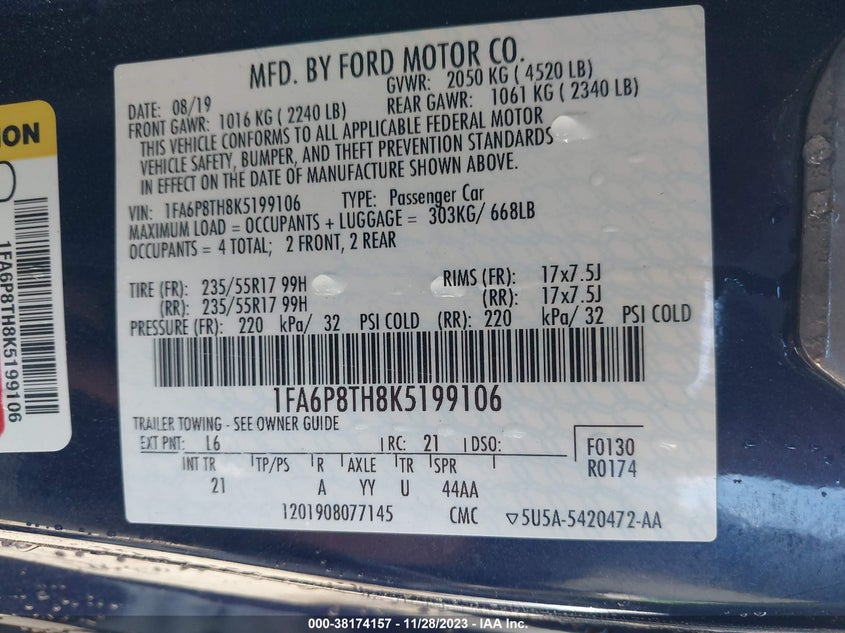 MFD. BY FORD MOTOR CO.
DATE: 08/19 GVWR: 2050 KG ( 4520 LB)
FRONT GAWR: 1016 KG ( 2240 LB) REAR GAWR: 1061 KG ( 2340 LB)
THIS VEHICLE CONFORMS TO ALL APPLICABLE FEDERAL MOTOR
VEHICLE SAFETY, BUMPER, AND THEFT PREVENTION STANDARDS
IN EFFECT ON THE DATE OF MANUFACTURE SHOWN ABOVE.
VIN: 1FA6P8TH8K5199106 TYPE: Passenger Car
MAXIMUM LOAD = OCCUPANTS + LUGGAGE = 303KG/ 668LB
OCCUPANTS = 4 TOTAL; 2 FRONT, 2 REAR
TIRE (FR): 235/55R17 99H RIMS (FR): 17x7.5J
(RR): 235/55R17 99H (RR): 17x7.5J
PRESSURE (FR): 220 kPa/ 32 PSI COLD (RR): 220 kPa/ 32 PSI COLD
1FA6P8TH8K5199106
TRAILER TOWING - SEE OWNER GUIDE
EXT PNT: L6 RC: 21 DSO: F0130
R0174
INT TR TP/PS R AXLE TR SPR
21 A YY U 44AA
1201908077145 CMC ▽5U5A-5420472-AA
ION
1FA6P8TH8K5199106
000-38174157 - 11/28/2023 - IAA Inc.